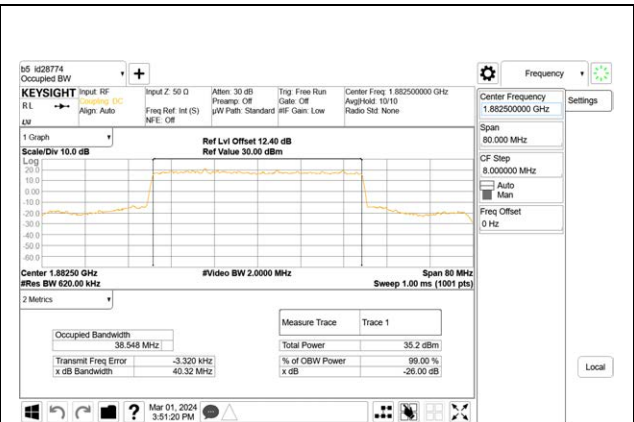 b5 id28774
Occupied BW
Frequency
KEYSIGHT
Input: RF
Input Z: 50 Ω
Atten: 30 dB
Trig: Free Run
Center Freq: 1.882500000 GHz
RL
Coupling: DC
Preamp: Off
Gate: Off
Avg|Hold: 10/10
Align: Auto
Freq Ref: Int (S)
µW Path: Standard
#IF Gain: Low
Radio Std: None
NFE: Off
Center Frequency
1.882500000 GHz
Settings
Span
80.000 MHz
CF Step
8.000000 MHz
Auto
Man
Freq Offset
0 Hz
1 Graph
Ref Lvl Offset 12.40 dB
Scale/Div 10.0 dB
Ref Value 30.00 dBm
Log
20.0
10.0
0.00
-10.0
-20.0
-30.0
-40.0
-50.0
-60.0
Center 1.88250 GHz
#Video BW 2.0000 MHz
Span 80 MHz
#Res BW 620.00 kHz
Sweep 1.00 ms (1001 pts)
2 Metrics
Measure Trace
Trace 1
Occupied Bandwidth
38.548 MHz
Total Power
35.2 dBm
Transmit Freq Error
-3.320 kHz
% of OBW Power
99.00 %
x dB Bandwidth
40.32 MHz
x dB
-26.00 dB
Local
Mar 01, 2024
3:51:20 PM